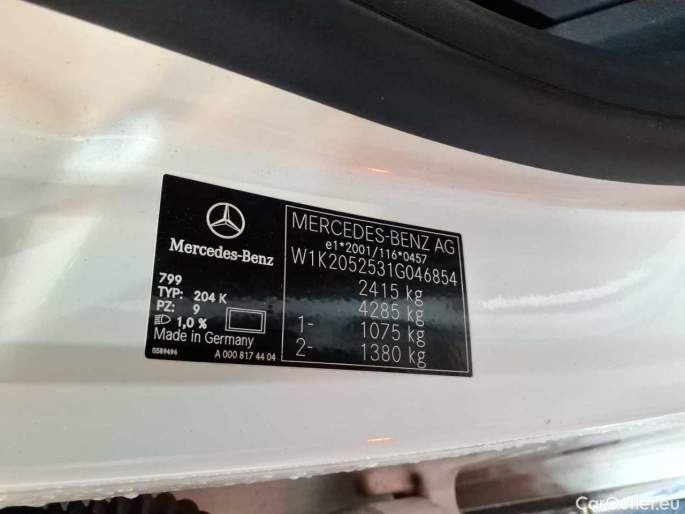 Mercedes-Benz
799
TYP: 204 K
PZ: 9
1,0 %
Made in Germany
0589494
A 000 817 44 04
MERCEDES-BENZ AG
e1*2001/116*0457
W1K2052531G046854
2415 kg
4285 kg
1- 1075 kg
2- 1380 kg
CarOutlet.eu